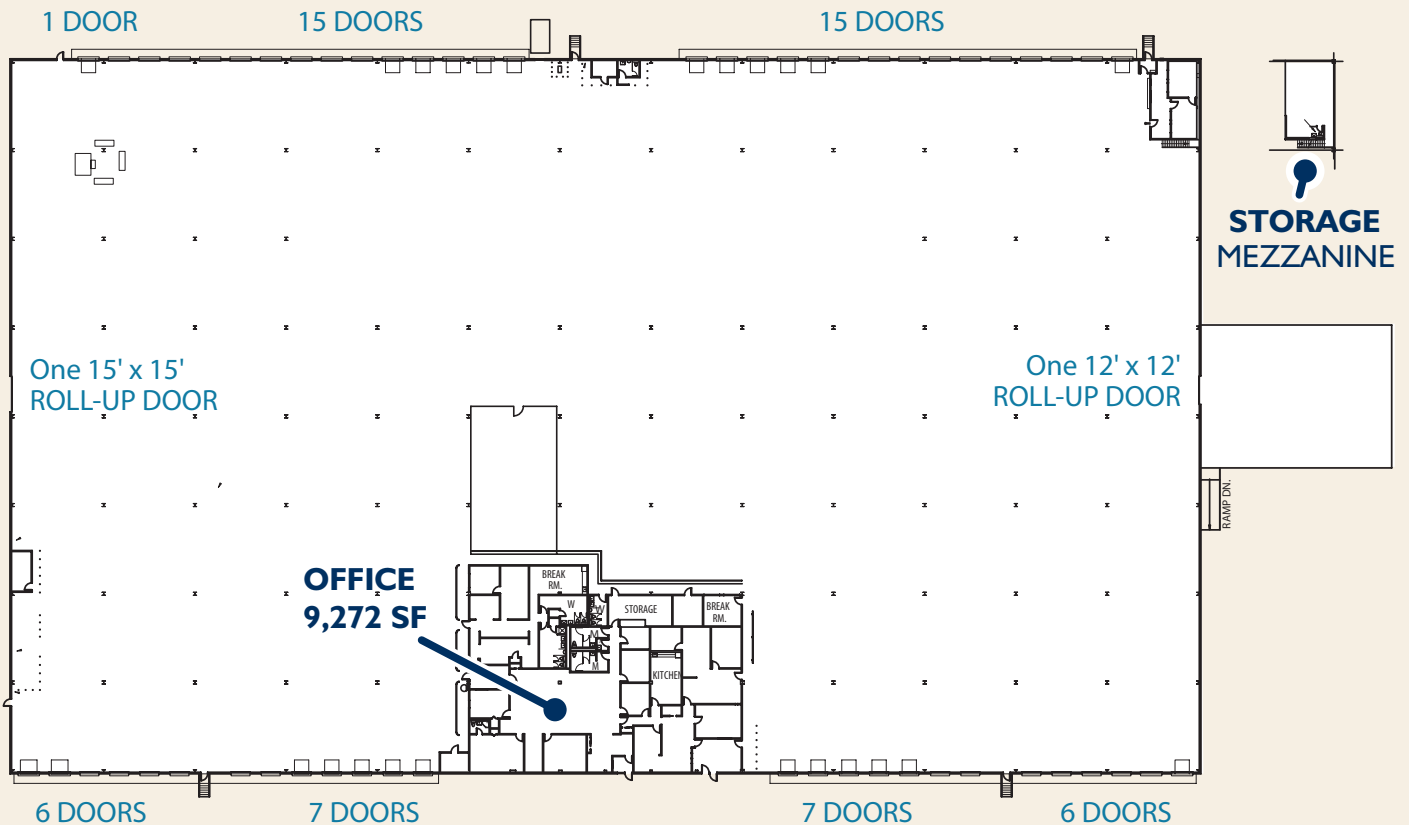 1 DOOR
15 DOORS
15 DOORS
STORAGE
MEZZANINE
One 15' x 15'
ROLL-UP DOOR
One 12' x 12'
ROLL-UP DOOR
RAMP DN.
OFFICE
9,272 SF
BREAK
RM.
W
W
STORAGE
BREAK
RM.
M
M
KITCHEN
6 DOORS
7 DOORS
7 DOORS
6 DOORS